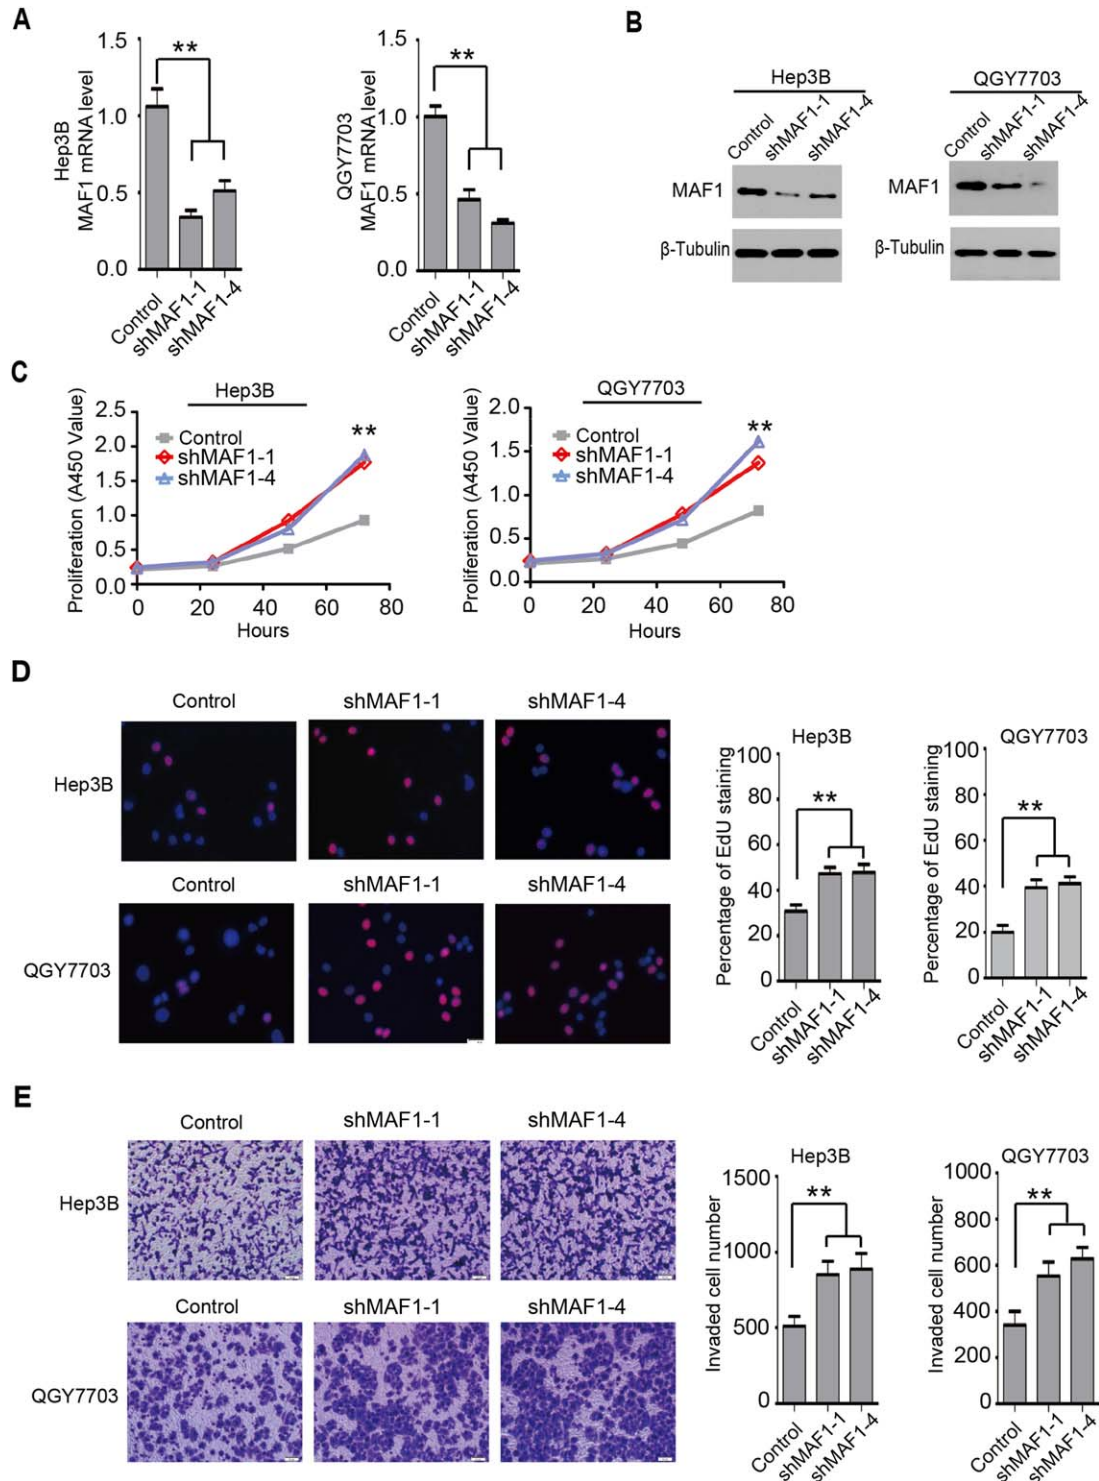 A
Hep3B
MAF1 mRNA level
1.5
1.0
0.5
0.0
**
Control
shMAF1-1
shMAF1-4
QGY7703
MAF1 mRNA level
1.5
1.0
0.5
0.0
**
Control
shMAF1-1
shMAF1-4
B
Hep3B
Control
shMAF1-1
shMAF1-4
MAF1
β-Tubulin
QGY7703
Control
shMAF1-1
shMAF1-4
MAF1
β-Tubulin
C
Hep3B
Proliferation (A450 Value)
2.5
2.0
1.5
1.0
0.5
0.0
Control
shMAF1-1
shMAF1-4
**
0 20 40 60 80
Hours
QGY7703
Proliferation (A450 Value)
2.0
1.5
1.0
0.5
0.0
Control
shMAF1-1
shMAF1-4
**
0 20 40 60 80
Hours
D
Control shMAF1-1 shMAF1-4
Hep3B
Control shMAF1-1 shMAF1-4
QGY7703
Hep3B
Percentage of EdU staining
100
80
60
40
20
0
**
Control
shMAF1-1
shMAF1-4
QGY7703
Percentage of EdU staining
100
80
60
40
20
0
**
Control
shMAF1-1
shMAF1-4
E
Control shMAF1-1 shMAF1-4
Hep3B
Control shMAF1-1 shMAF1-4
QGY7703
Hep3B
Invaded cell number
1500
1000
500
0
**
Control
shMAF1-1
shMAF1-4
QGY7703
Invaded cell number
1000
800
600
400
200
0
**
Control
shMAF1-1
shMAF1-4